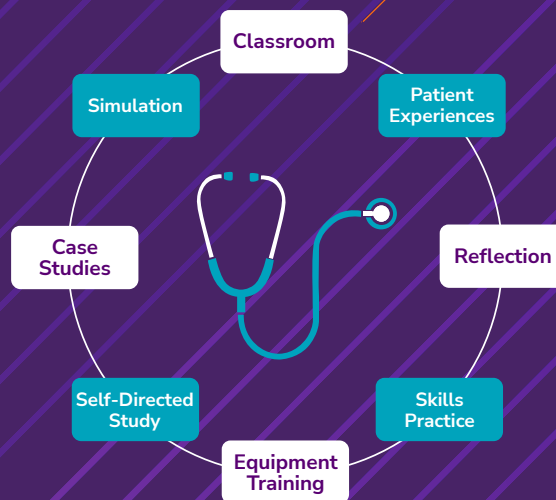 Classroom
Simulation
Patient
Experiences
Case
Studies
Reflection
Self-Directed
Study
Skills
Practice
Equipment
Training